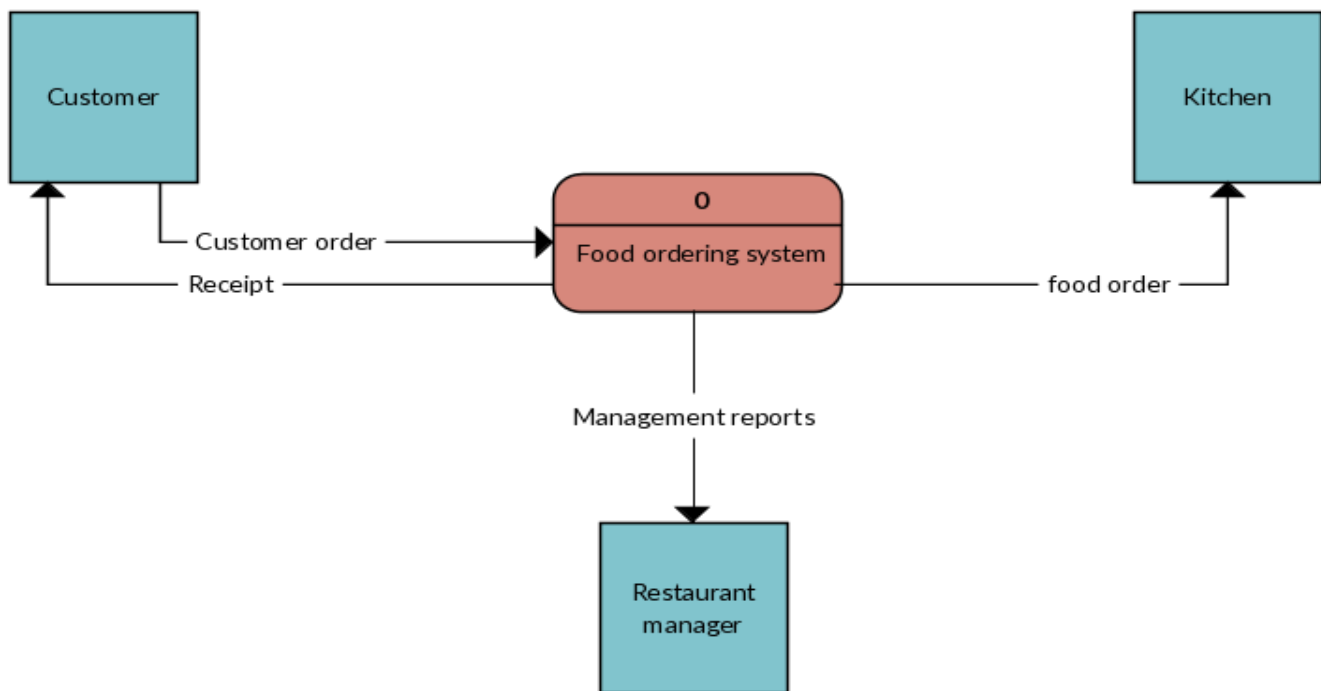 Customer
Kitchen
0
Customer order
Food ordering system
Receipt
food order
Management reports
Restaurant
manager